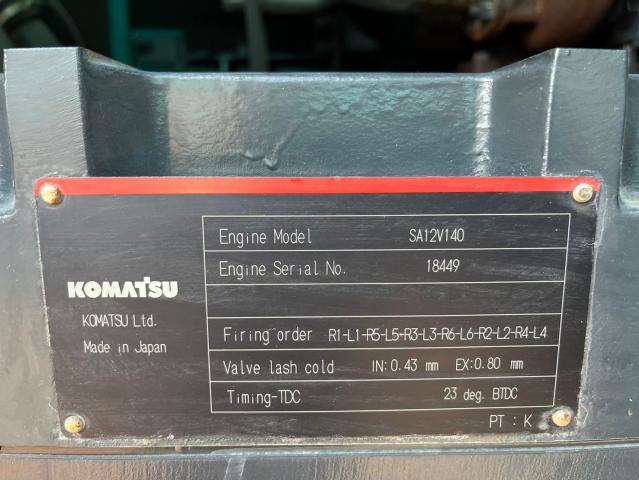 KOMATSU
KOMATSU Ltd.
Made in Japan
Engine Model SA12V140
Engine Serial No. 18449
Firing order R1-L1-R5-L5-R3-L3-R6-L6-R2-L2-R4-L4
Valve lash cold IN:0.43 mm EX:0.80 mm
Timing-TDC 23 deg. BTDC
PT : K